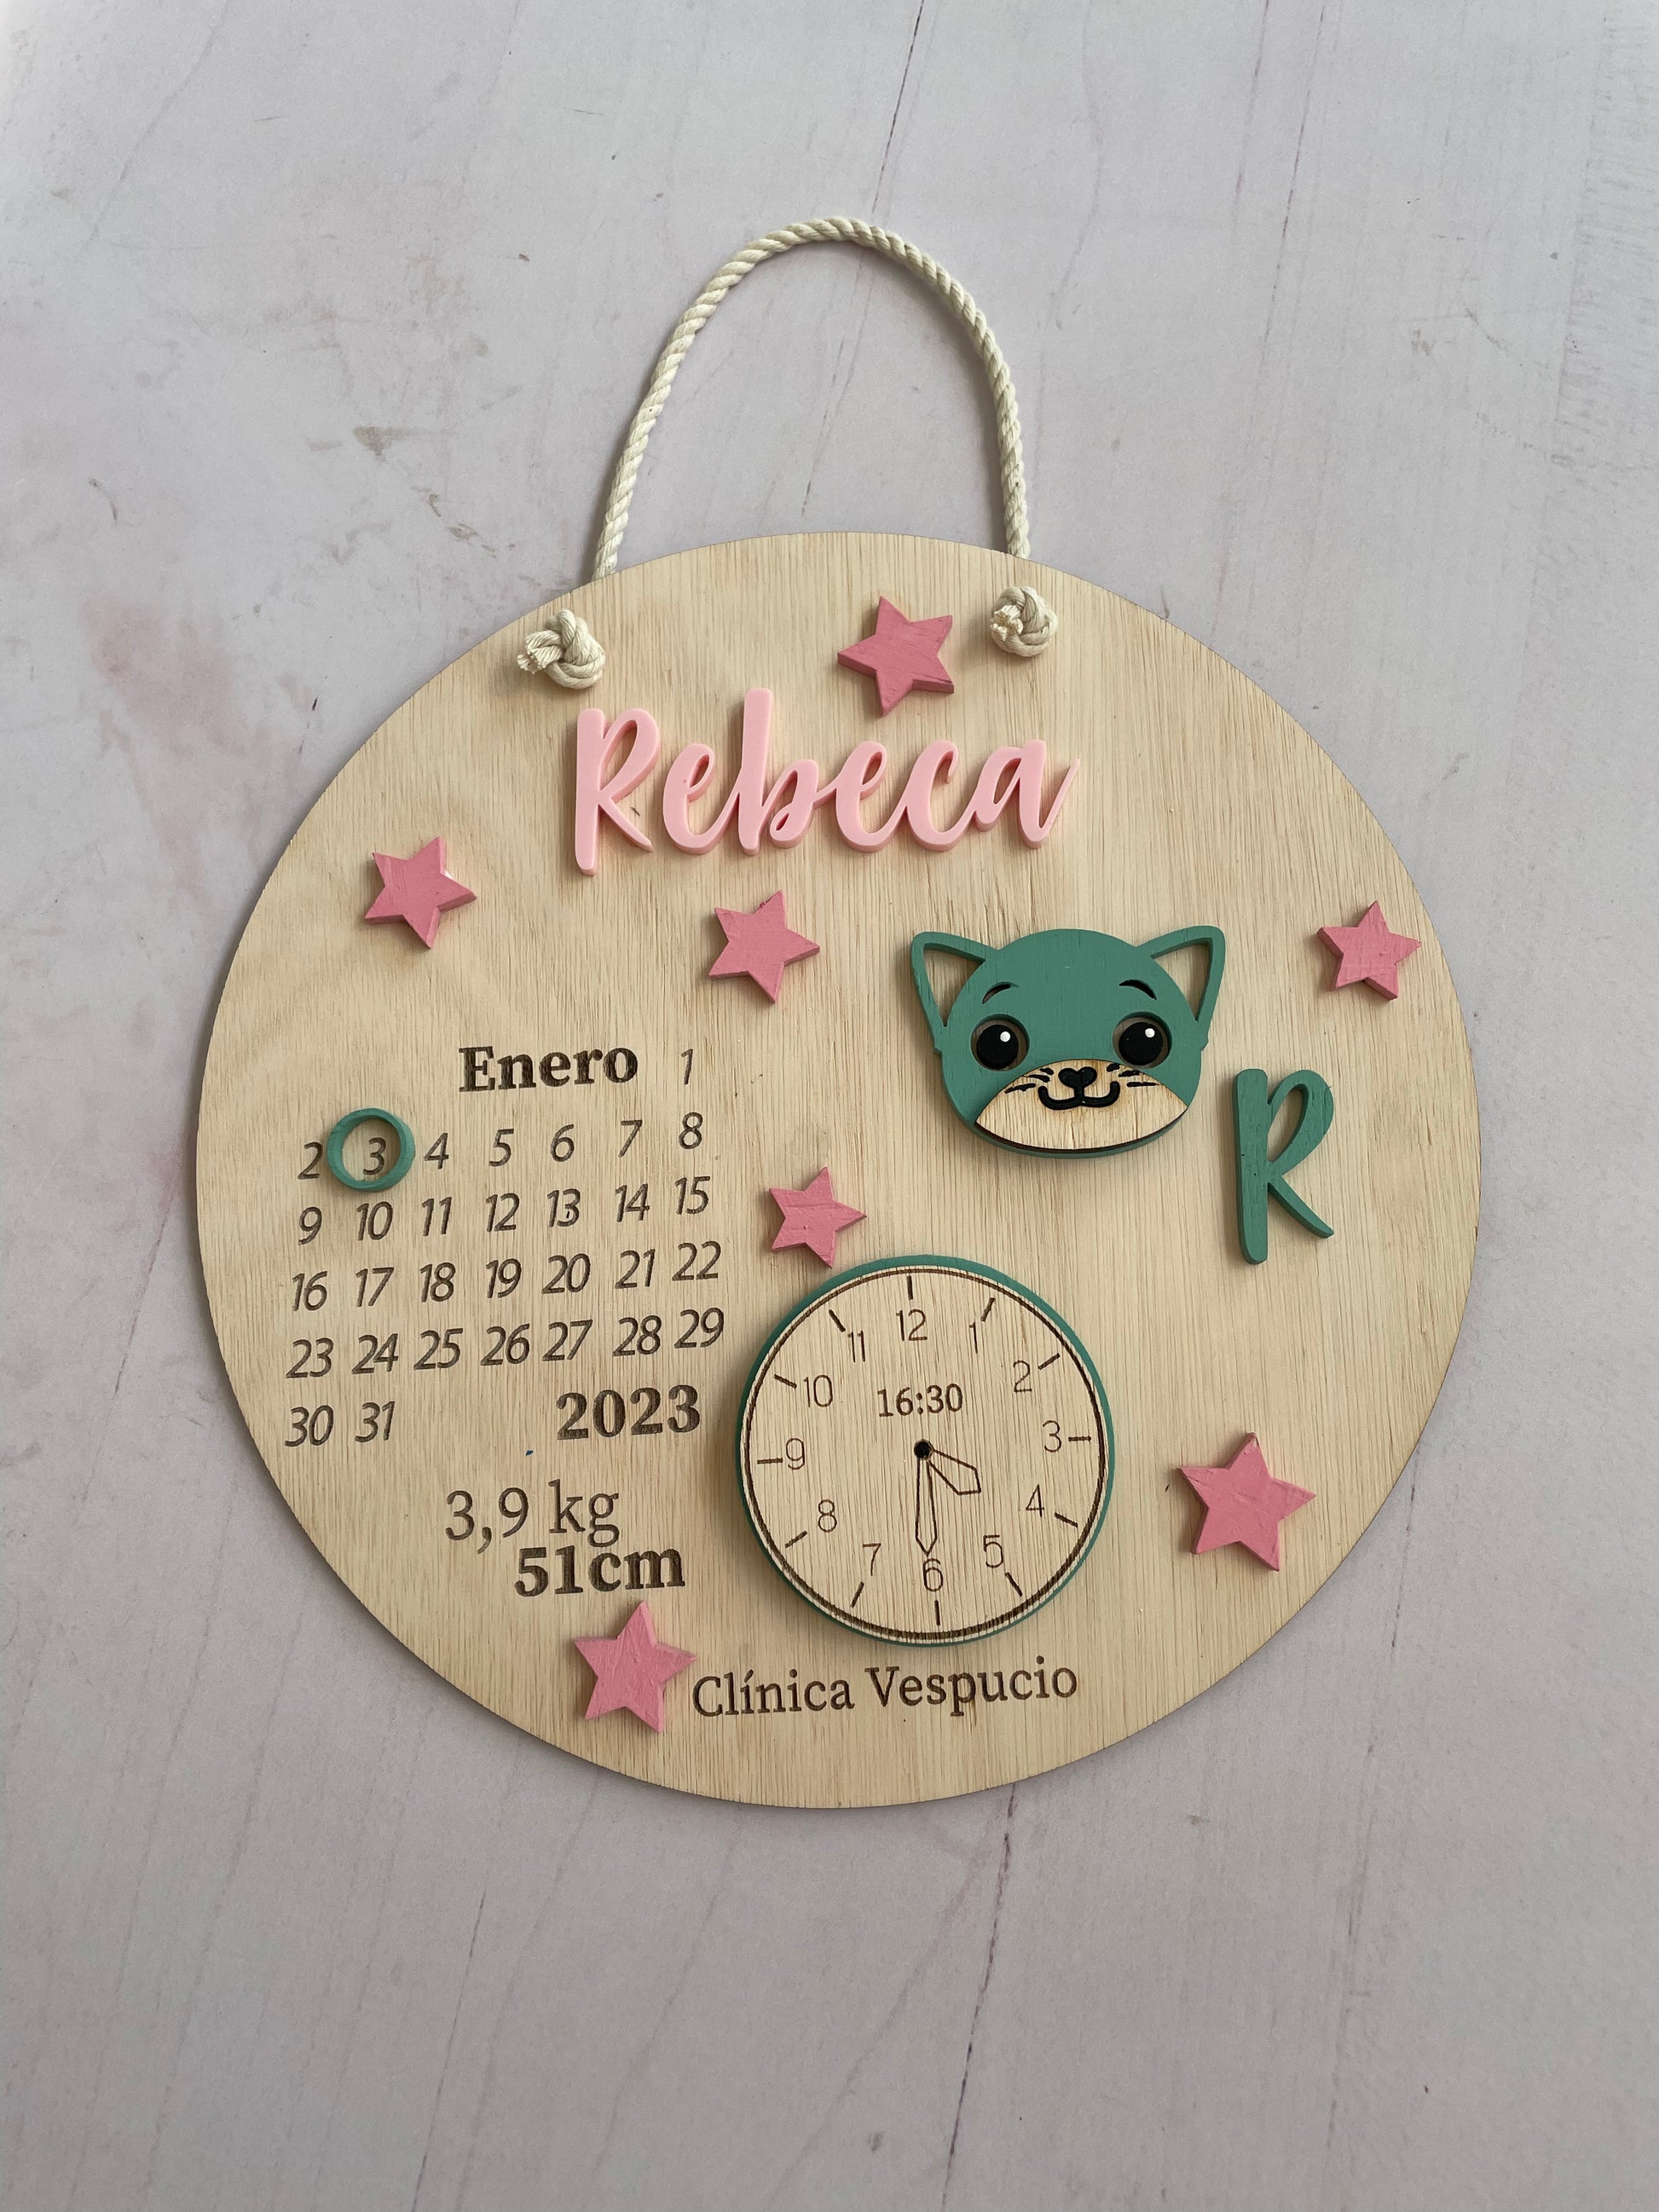 Rebeca
R
Enero 1
2 3 4 5 6 7 8
9 10 11 12 13 14 15
16 17 18 19 20 21 22
23 24 25 26 27 28 29
30 31
2023
3,9 kg
51cm
12
11 1
10 2
16:30
9 3
8 4
7 5
6
Clínica Vespucio